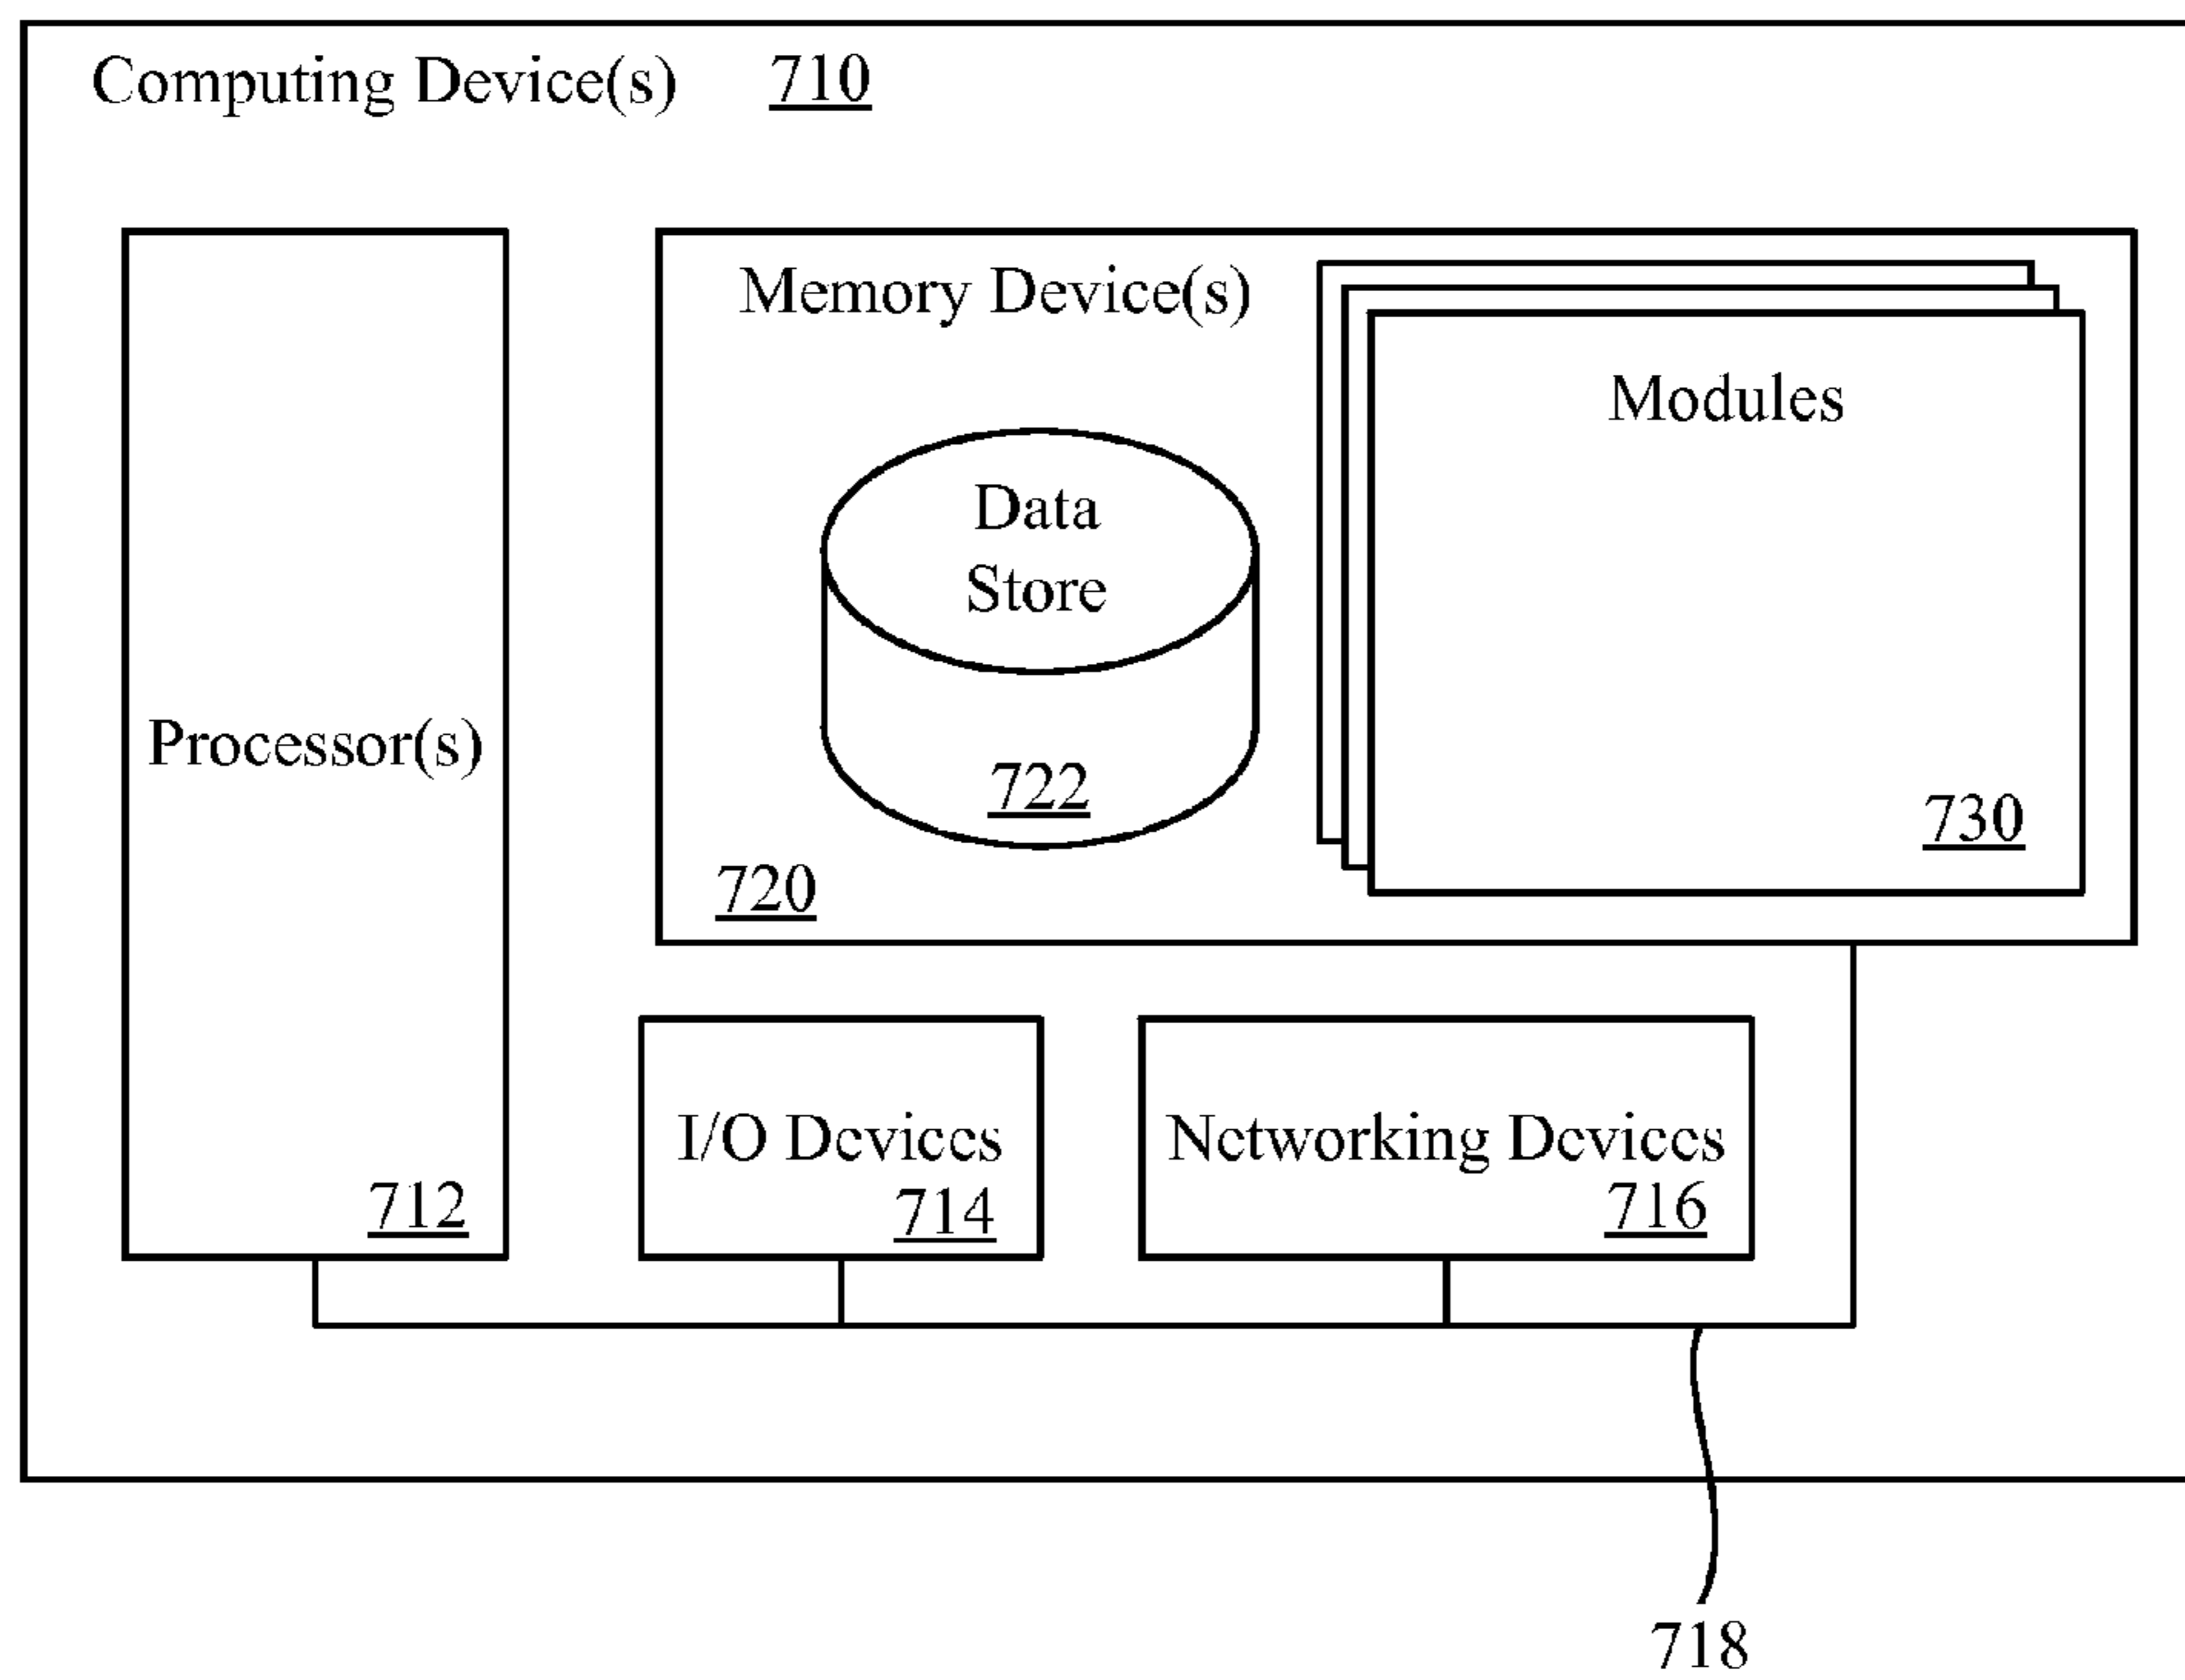 Computing Device(s) 710
Memory Device(s)
Modules
Data
Store
Processor(s)
722
730
720
I/O Devices
Networking Devices
712
714
716
718